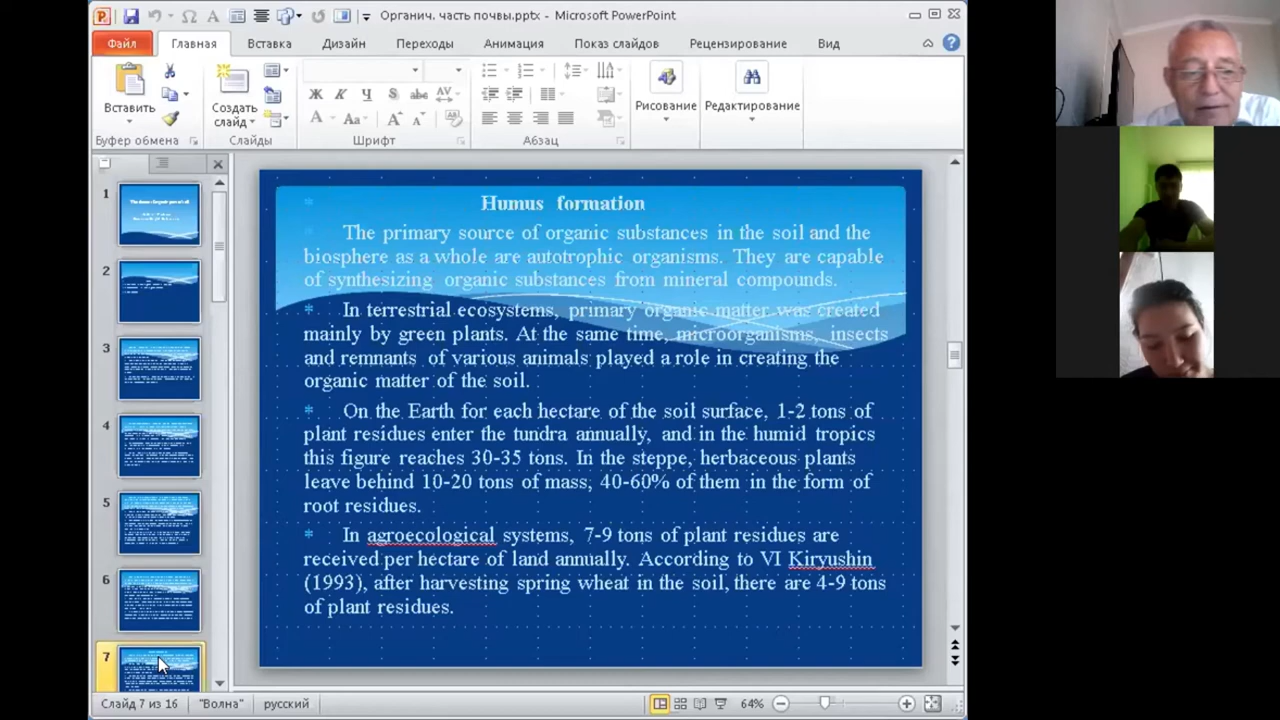 Органич. часть почвы.pptx - Microsoft PowerPoint
Файл Главная Вставка Дизайн Переходы Анимация Показ слайдов Рецензирование Вид
Вставить
Создать слайд
Рисование
Редактирование
Буфер обмена Слайды Шрифт Абзац
1
2
3
4
5
6
7
Humus formation
The primary source of organic substances in the soil and the
biosphere as a whole are autotrophic organisms. They are capable
of synthesizing organic substances from mineral compounds.
In terrestrial ecosystems, primary organic matter was created
mainly by green plants. At the same time, microorganisms, insects
and remnants of various animals played a role in creating the
organic matter of the soil.
On the Earth for each hectare of the soil surface, 1-2 tons of
plant residues enter the tundra annually, and in the humid tropics
this figure reaches 30-35 tons. In the steppe, herbaceous plants
leave behind 10-20 tons of mass, 40-60% of them in the form of
root residues.
In agroecological systems, 7-9 tons of plant residues are
received per hectare of land annually. According to VI Kiryushin
(1993), after harvesting spring wheat in the soil, there are 4-9 tons
of plant residues.
Слайд 7 из 16 "Волна" русский 64%